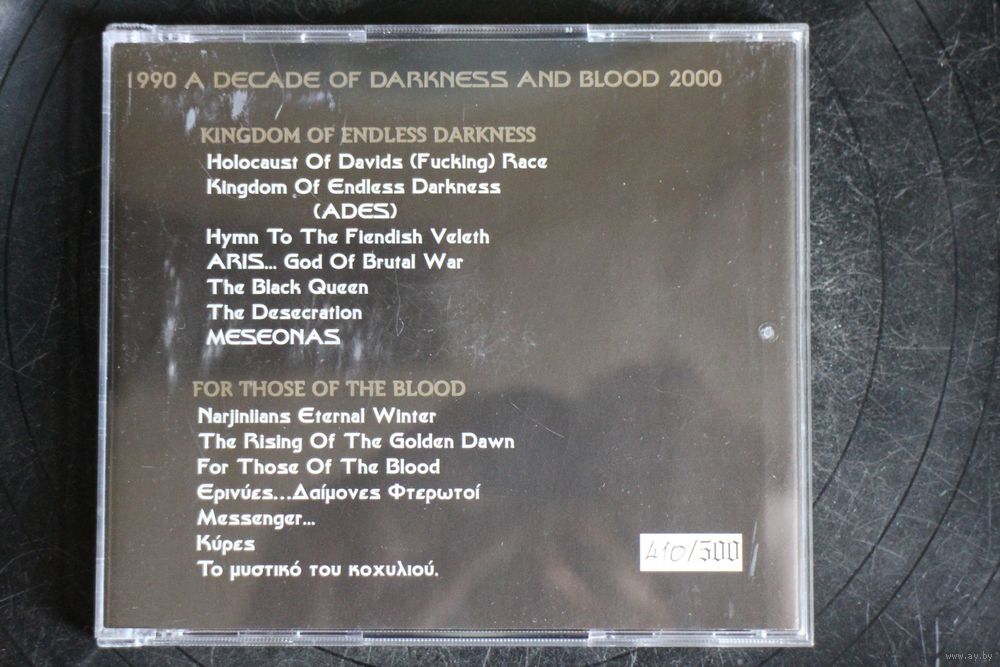 1990 A DECADE OF DARKNESS AND BLOOD 2000
KINGDOM OF ENDLESS DARKNESS
Holocaust Of Davids (Fucking) Race
Kingdom Of Endless Darkness
(ADES)
Hymn To The Fiendish Veleth
ARIS... God Of Brutal War
The Black Queen
The Desecration
MESEONAS
FOR THOSE OF THE BLOOD
Narjinlians Eternal Winter
The Rising Of The Golden Dawn
For Those Of The Blood
Ερινύες...Δαίμονες Φτερωτοί
Messenger...
Κύρες
Το μυστικό του κοχυλιού.
410/500
www.ay.by